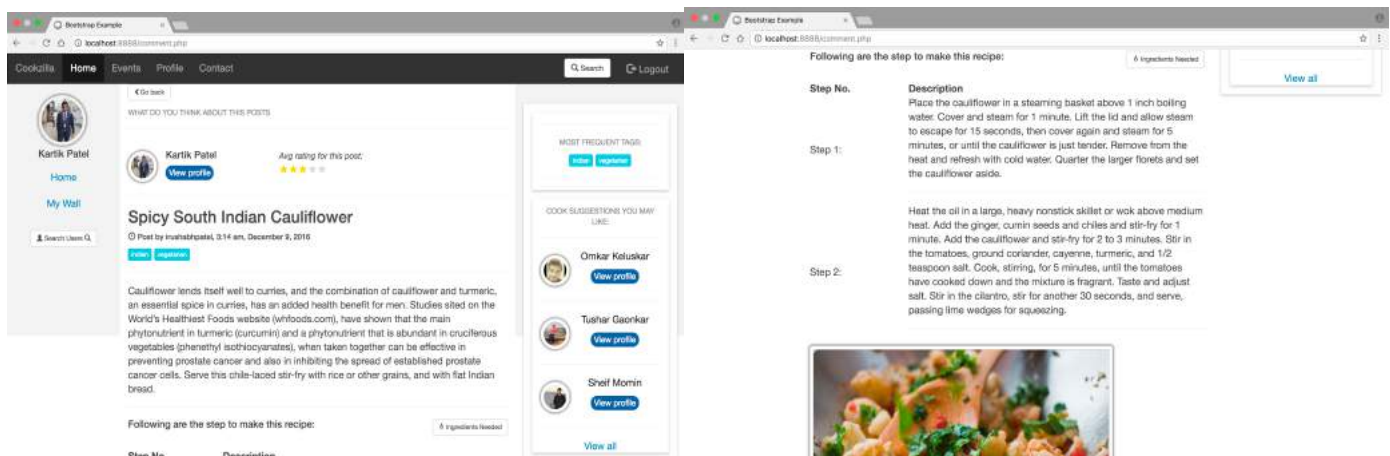 Bootstrap Example
localhost:8888/comment.php
Cookzilla Home Events Profile Contact Search Logout
Kartik Patel
Home
My Wall
Search Users
Go back
WHAT DO YOU THINK ABOUT THIS POSTS
Kartik Patel
View profile
Avg rating for this post:
Spicy South Indian Cauliflower
Post by irushabhpatel, 3:14 am, December 9, 2016
indian vegetarian
Cauliflower lends itself well to curries, and the combination of cauliflower and turmeric,
an essential spice in curries, has an added health benefit for men. Studies sited on the
World's Healthiest Foods website (whfoods.com), have shown that the main
phytonutrient in turmeric (curcumin) and a phytonutrient that is abundant in cruciferous
vegetables (phenethyl isothiocyanates), when taken together can be effective in
preventing prostate cancer and also in inhibiting the spread of established prostate
cancer cells. Serve this chile-laced stir-fry with rice or other grains, and with flat Indian
bread.
Following are the step to make this recipe:
Ingredients Needed
Step No. Description
MOST FREQUENT TAGS:
indian vegetarian
COOK SUGGESTIONS YOU MAY
LIKE:
Omkar Keluskar
View profile
Tushar Gaonkar
View profile
Sheif Momin
View profile
View all
Bootstrap Example
localhost:8888/comment.php
Following are the step to make this recipe:
Ingredients Needed
View all
Step No. Description
Place the cauliflower in a steaming basket above 1 inch boiling
water. Cover and steam for 1 minute. Lift the lid and allow steam
to escape for 15 seconds, then cover again and steam for 5
Step 1:
minutes, or until the cauliflower is just tender. Remove from the
heat and refresh with cold water. Quarter the larger florets and set
the cauliflower aside.
Heat the oil in a large, heavy nonstick skillet or wok above medium
heat. Add the ginger, cumin seeds and chiles and stir-fry for 1
minute. Add the cauliflower and stir-fry for 2 to 3 minutes. Stir in
the tomatoes, ground coriander, cayenne, turmeric, and 1/2
teaspoon salt. Cook, stirring, for 5 minutes, until the tomatoes
Step 2:
have cooked down and the mixture is fragrant. Taste and adjust
salt. Stir in the cilantro, stir for another 30 seconds, and serve,
passing lime wedges for squeezing.